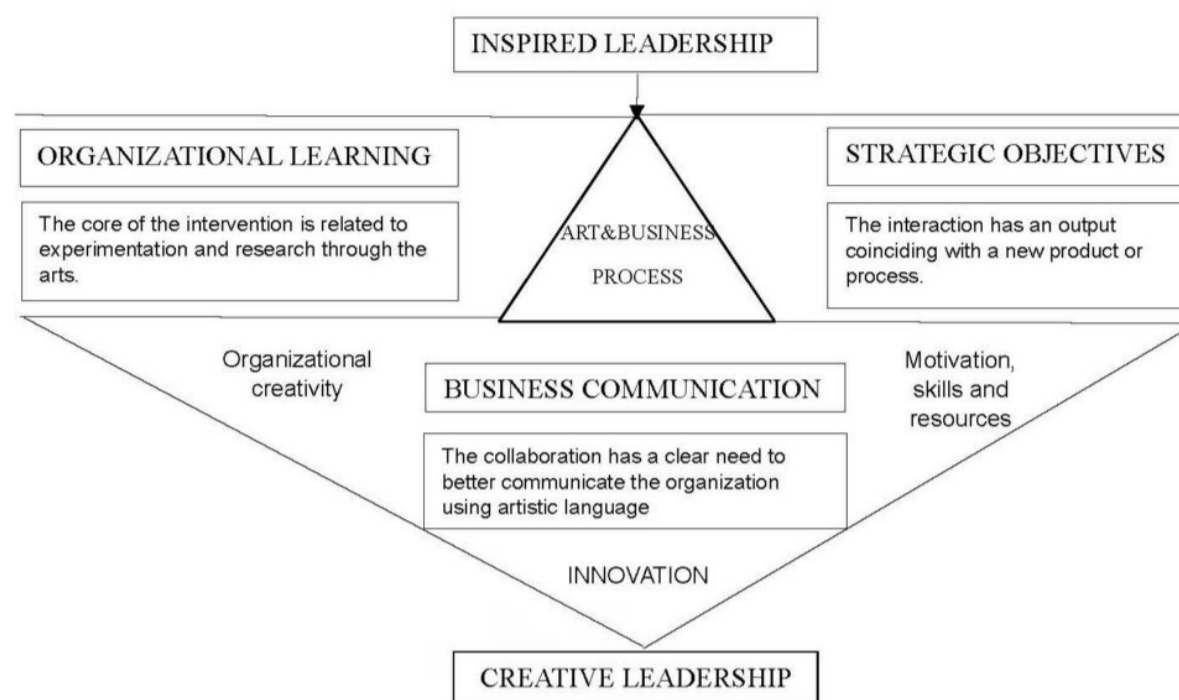 INSPIRED LEADERSHIP
ORGANIZATIONAL LEARNING
The core of the intervention is related to
experimentation and research through the
arts.
ART&BUSINESS
PROCESS
STRATEGIC OBJECTIVES
The interaction has an output
coinciding with a new product or
process.
Organizational
creativity
BUSINESS COMMUNICATION
The collaboration has a clear need to
better communicate the organization
using artistic language
Motivation,
skills and
resources
INNOVATION
CREATIVE LEADERSHIP